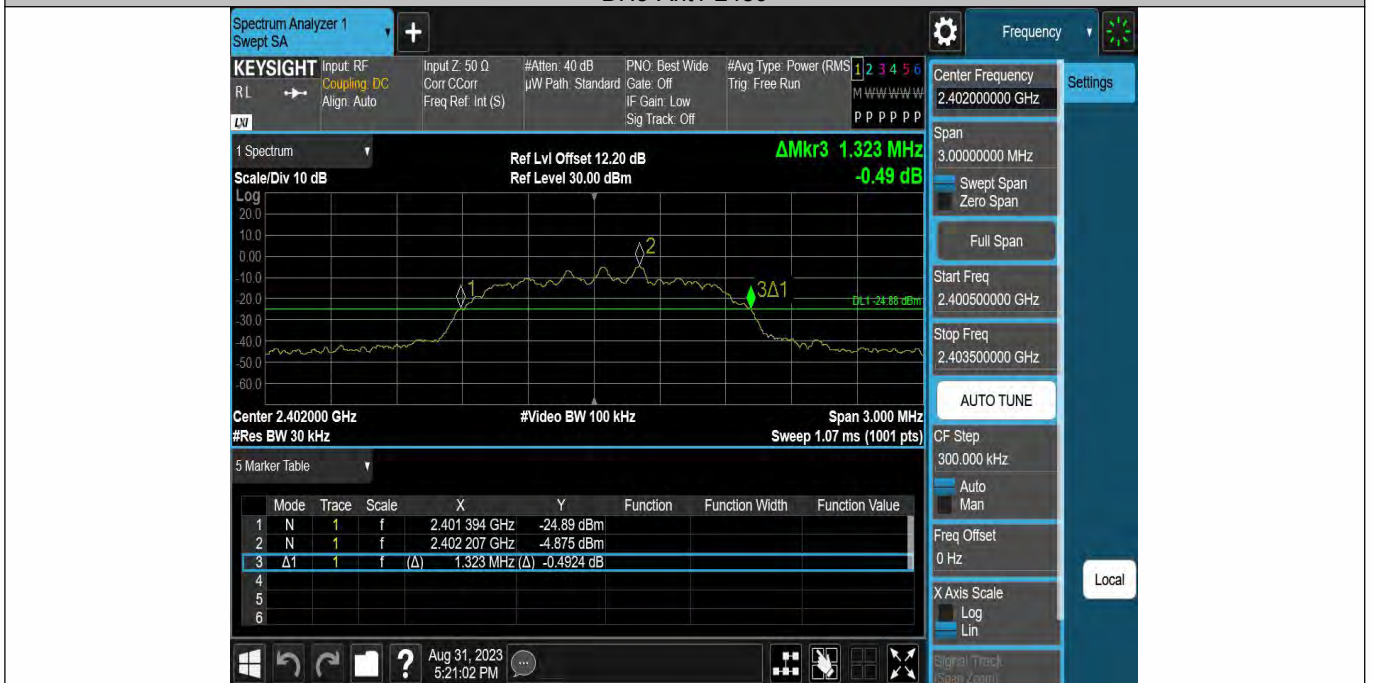 Spectrum Analyzer 1
Swept SA
Frequency
KEYSIGHT
RL
LXI
Input: RF
Coupling: DC
Align: Auto
Input Z: 50 Ω
Corr CCorr
Freq Ref: Int (S)
#Atten: 40 dB
µW Path: Standard
PNO: Best Wide
Gate: Off
IF Gain: Low
Sig Track: Off
#Avg Type: Power (RMS
Trig: Free Run
1 2 3 4 5 6
M W W W W W
P P P P P P
1 Spectrum
Scale/Div 10 dB
Ref Lvl Offset 12.20 dB
Ref Level 30.00 dBm
ΔMkr3 1.323 MHz
-0.49 dB
Log
20.0
10.0
0.00
-10.0
-20.0
-30.0
-40.0
-50.0
-60.0
1
2
3Δ1
DL1 -24.88 dBm
Center 2.402000 GHz
#Video BW 100 kHz
Span 3.000 MHz
#Res BW 30 kHz
Sweep 1.07 ms (1001 pts)
5 Marker Table
Mode Trace Scale X Y Function Function Width Function Value
1 N 1 f 2.401 394 GHz -24.89 dBm
2 N 1 f 2.402 207 GHz -4.875 dBm
3 Δ1 1 f (Δ) 1.323 MHz (Δ) -0.4924 dB
4
5
6
Aug 31, 2023
5:21:02 PM
Center Frequency
2.402000000 GHz
Settings
Span
3.00000000 MHz
Swept Span
Zero Span
Full Span
Start Freq
2.400500000 GHz
Stop Freq
2.403500000 GHz
AUTO TUNE
CF Step
300.000 kHz
Auto
Man
Freq Offset
0 Hz
X Axis Scale
Log
Lin
Signal Track
(Span Zoom)
Local